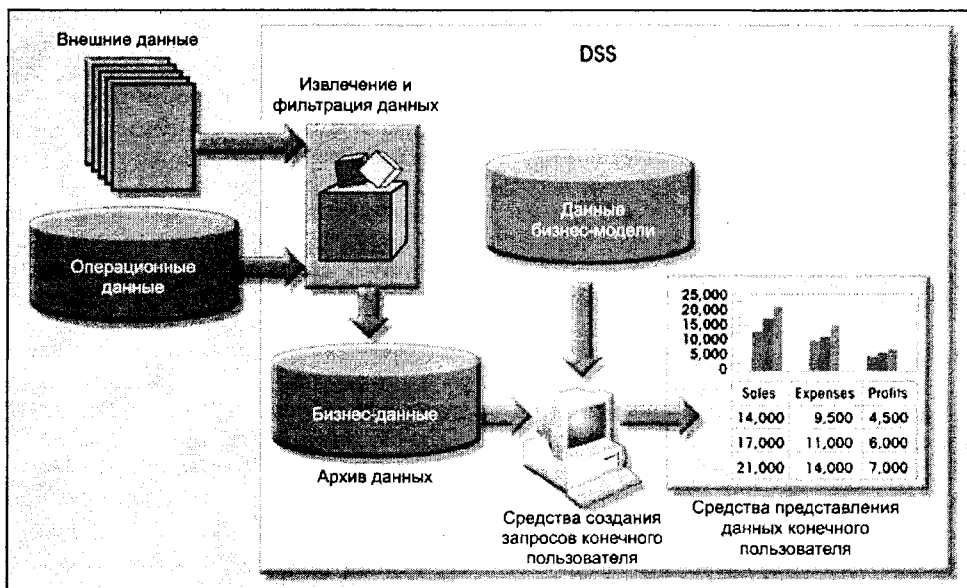 Внешние данные
DSS
Извлечение и
фильтрация данных
Операционные
данные
Данные
бизнес-модели
Бизнес-данные
Архив данных
25,000
20,000
15,000
10,000
5,000
0
Sales Expenses Profits
14,000 9,500 4,500
17,000 11,000 6,000
21,000 14,000 7,000
Средства создания
запросов конечного
пользователя
Средства представления
данных конечного
пользователя